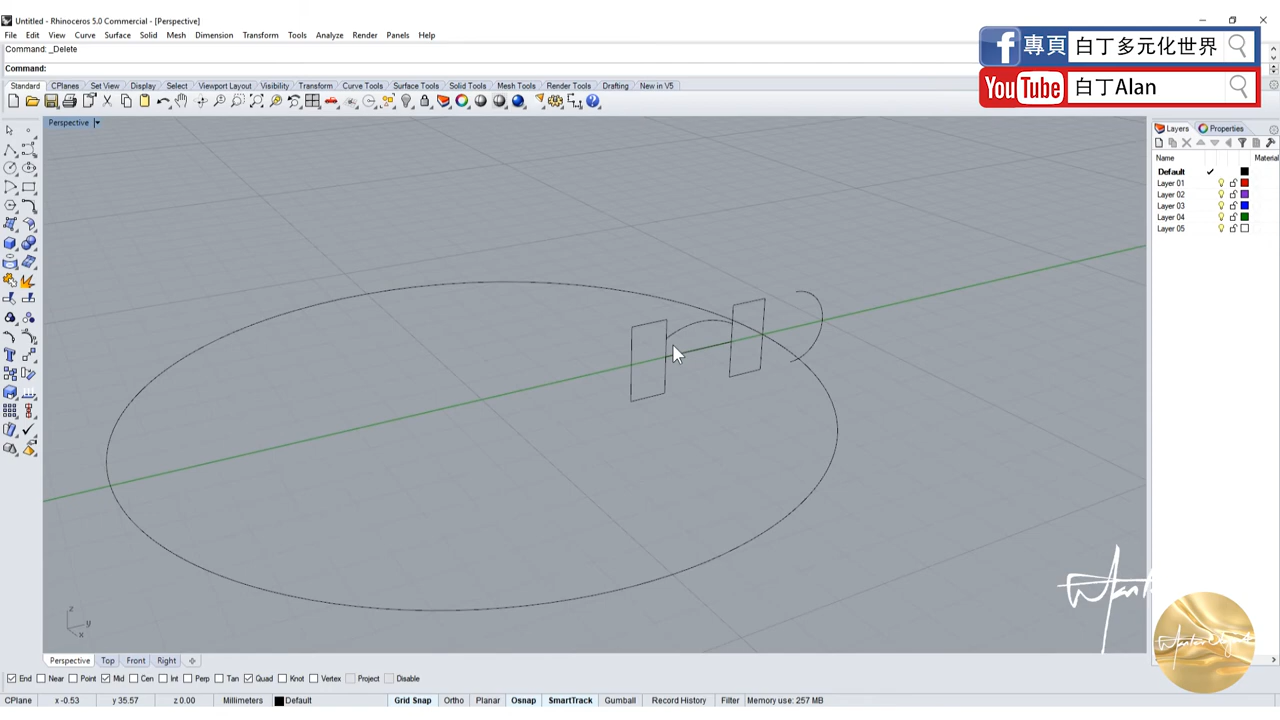 Untitled - Rhinoceros 5.0 Commercial - [Perspective]
File Edit View Curve Surface Solid Mesh Dimension Transform Tools Analyze Render Panels Help
Command: _Delete
Command:
專頁 白丁多元化世界
YouTube 白丁Alan
Standard CPlanes Set View Display Select Viewport Layout Visibility Transform Curve Tools Surface Tools Solid Tools Mesh Tools Render Tools Drafting New in V5
Perspective
Layers Properties
Name Material
Default
Layer 01
Layer 02
Layer 03
Layer 04
Layer 05
z
y
x
Perspective Top Front Right
End Near Point Mid Cen Int Perp Tan Quad Knot Vertex Project Disable
CPlane x -0.53 y 35.57 z 0.00 Millimeters Default Grid Snap Ortho Planar Osnap SmartTrack Gumball Record History Filter Memory use: 257 MB